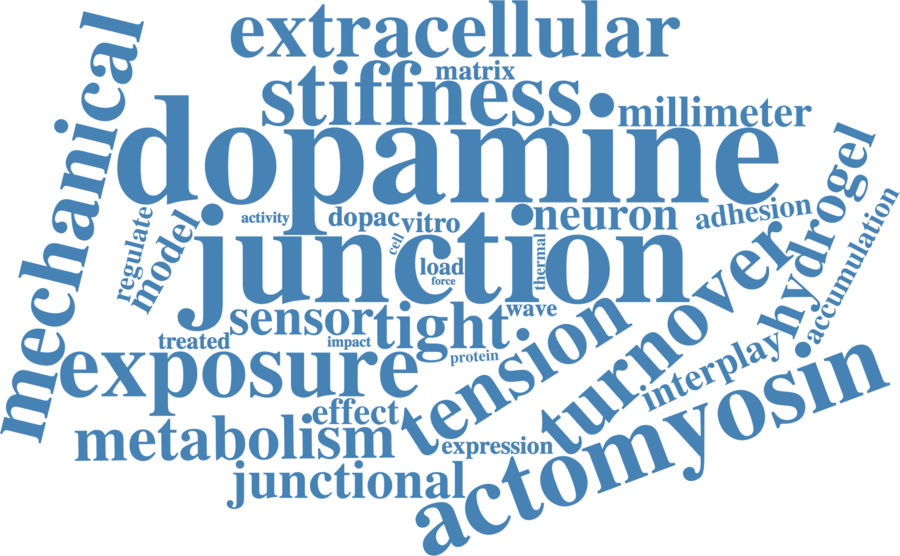 extracellular
matrix
stiffness
millimeter
mechanical
dopamine
hydrogel
adhesion
accumulation
regulate
model
activity
dopac
vitro
neuron
cell
junction
load
force
thermal
turnover
wave
sensor
tight
tension
treated
impact
protein
interplay
exposure
actomyosin
effect
metabolism
expression
junctional